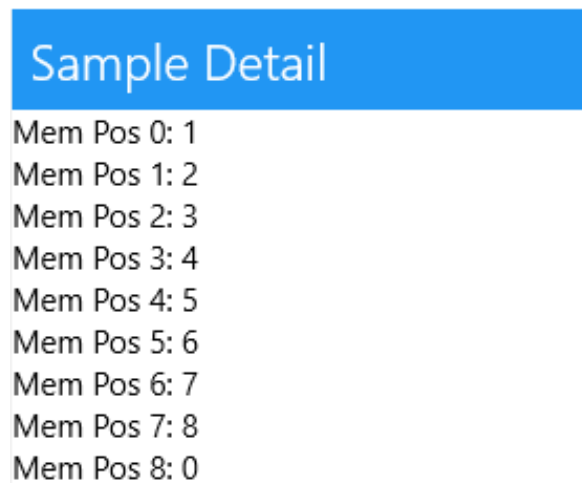 Sample Detail
Mem Pos 0: 1
Mem Pos 1: 2
Mem Pos 2: 3
Mem Pos 3: 4
Mem Pos 4: 5
Mem Pos 5: 6
Mem Pos 6: 7
Mem Pos 7: 8
Mem Pos 8: 0